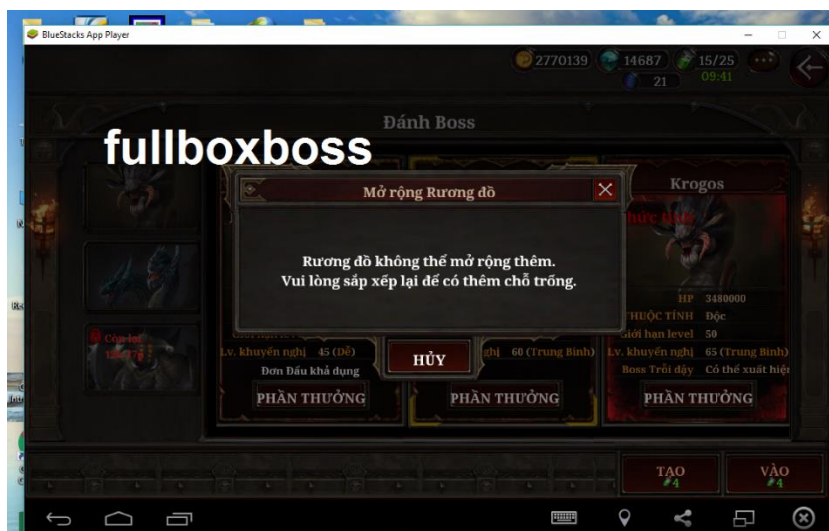 BlueStacks App Player
2770139
14687
15/25
21
09:41
Đánh Boss
fullboxboss
Mở rộng Rương đồ
Krogos
Rương đồ không thể mở rộng thêm.
Vui lòng sắp xếp lại để có thêm chỗ trống.
HP 3480000
THUỘC TÍNH Độc
Giới hạn level 50
Còn lại
Lv. khuyến nghị 45 (Dễ)
nghị 60 (Trung Bình)
Lv. khuyến nghị 65 (Trung Bình)
HỦY
Đơn Đấu khả dụng
Boss Trỗi dậy Có thể xuất hiện
PHẦN THƯỞNG
PHẦN THƯỞNG
PHẦN THƯỞNG
TẠO
4
VÀO
4